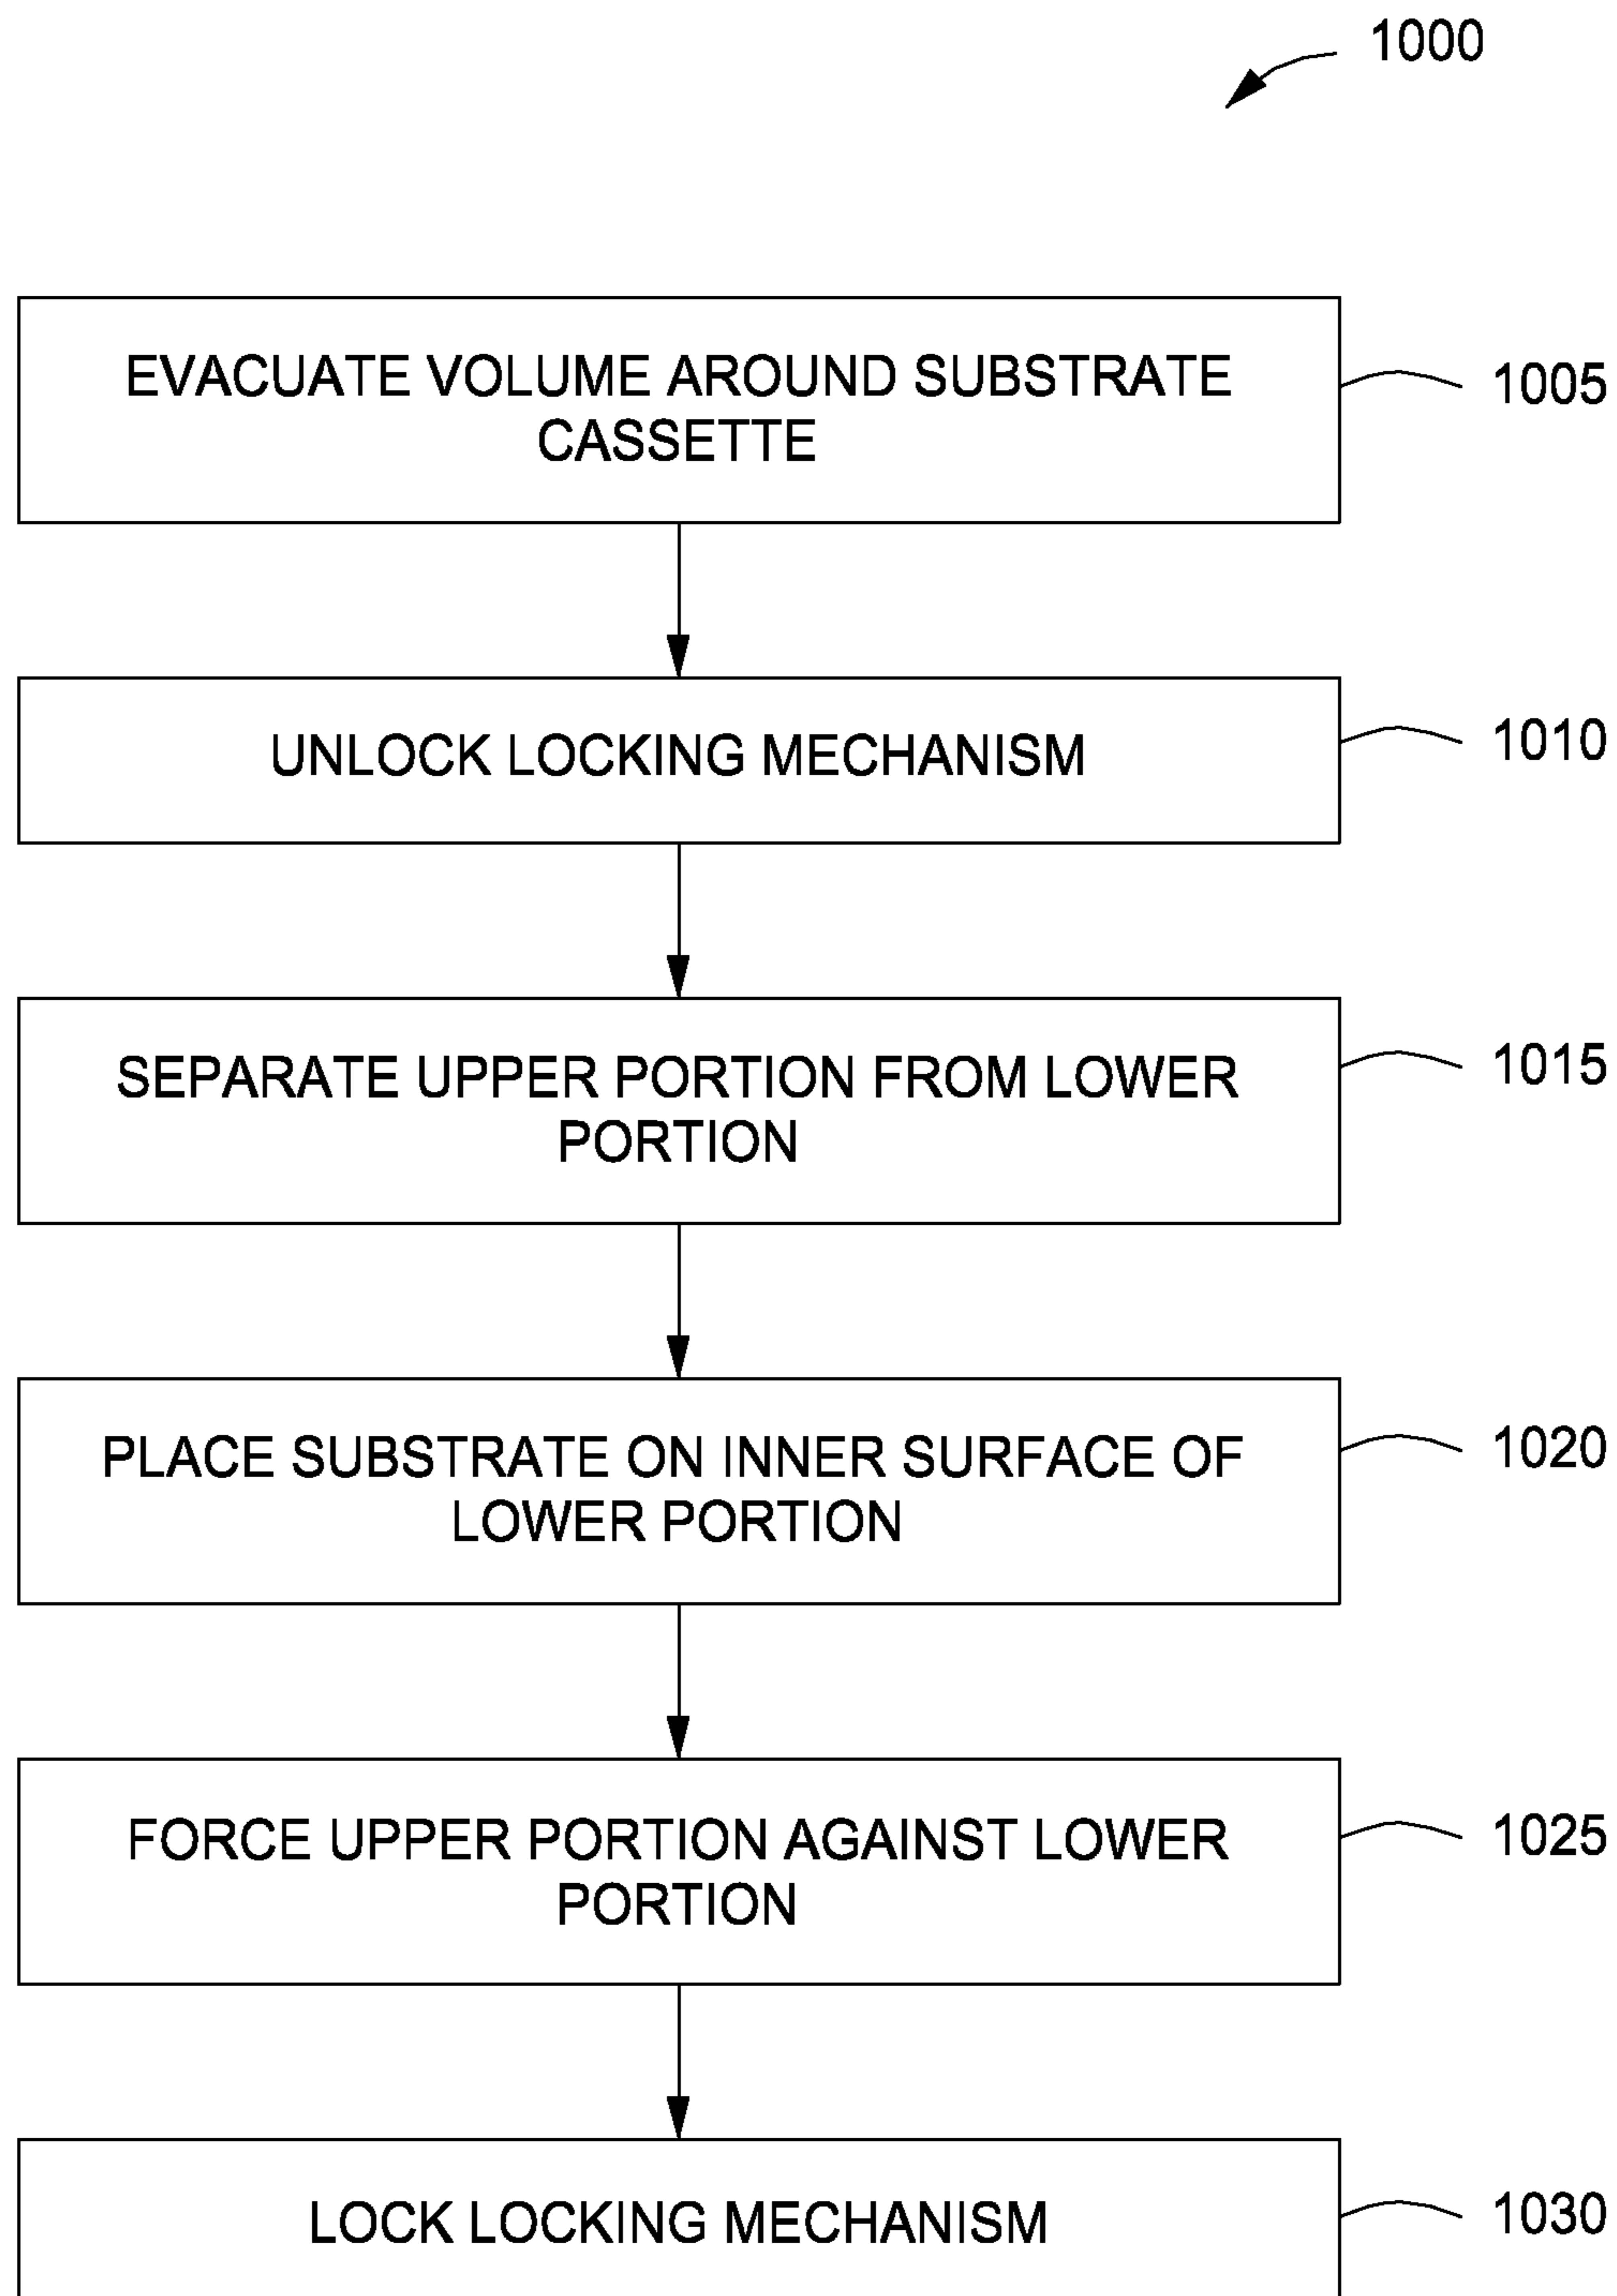 1000
EVACUATE VOLUME AROUND SUBSTRATE
CASSETTE
1005
UNLOCK LOCKING MECHANISM
1010
SEPARATE UPPER PORTION FROM LOWER
PORTION
1015
PLACE SUBSTRATE ON INNER SURFACE OF
LOWER PORTION
1020
FORCE UPPER PORTION AGAINST LOWER
PORTION
1025
LOCK LOCKING MECHANISM
1030